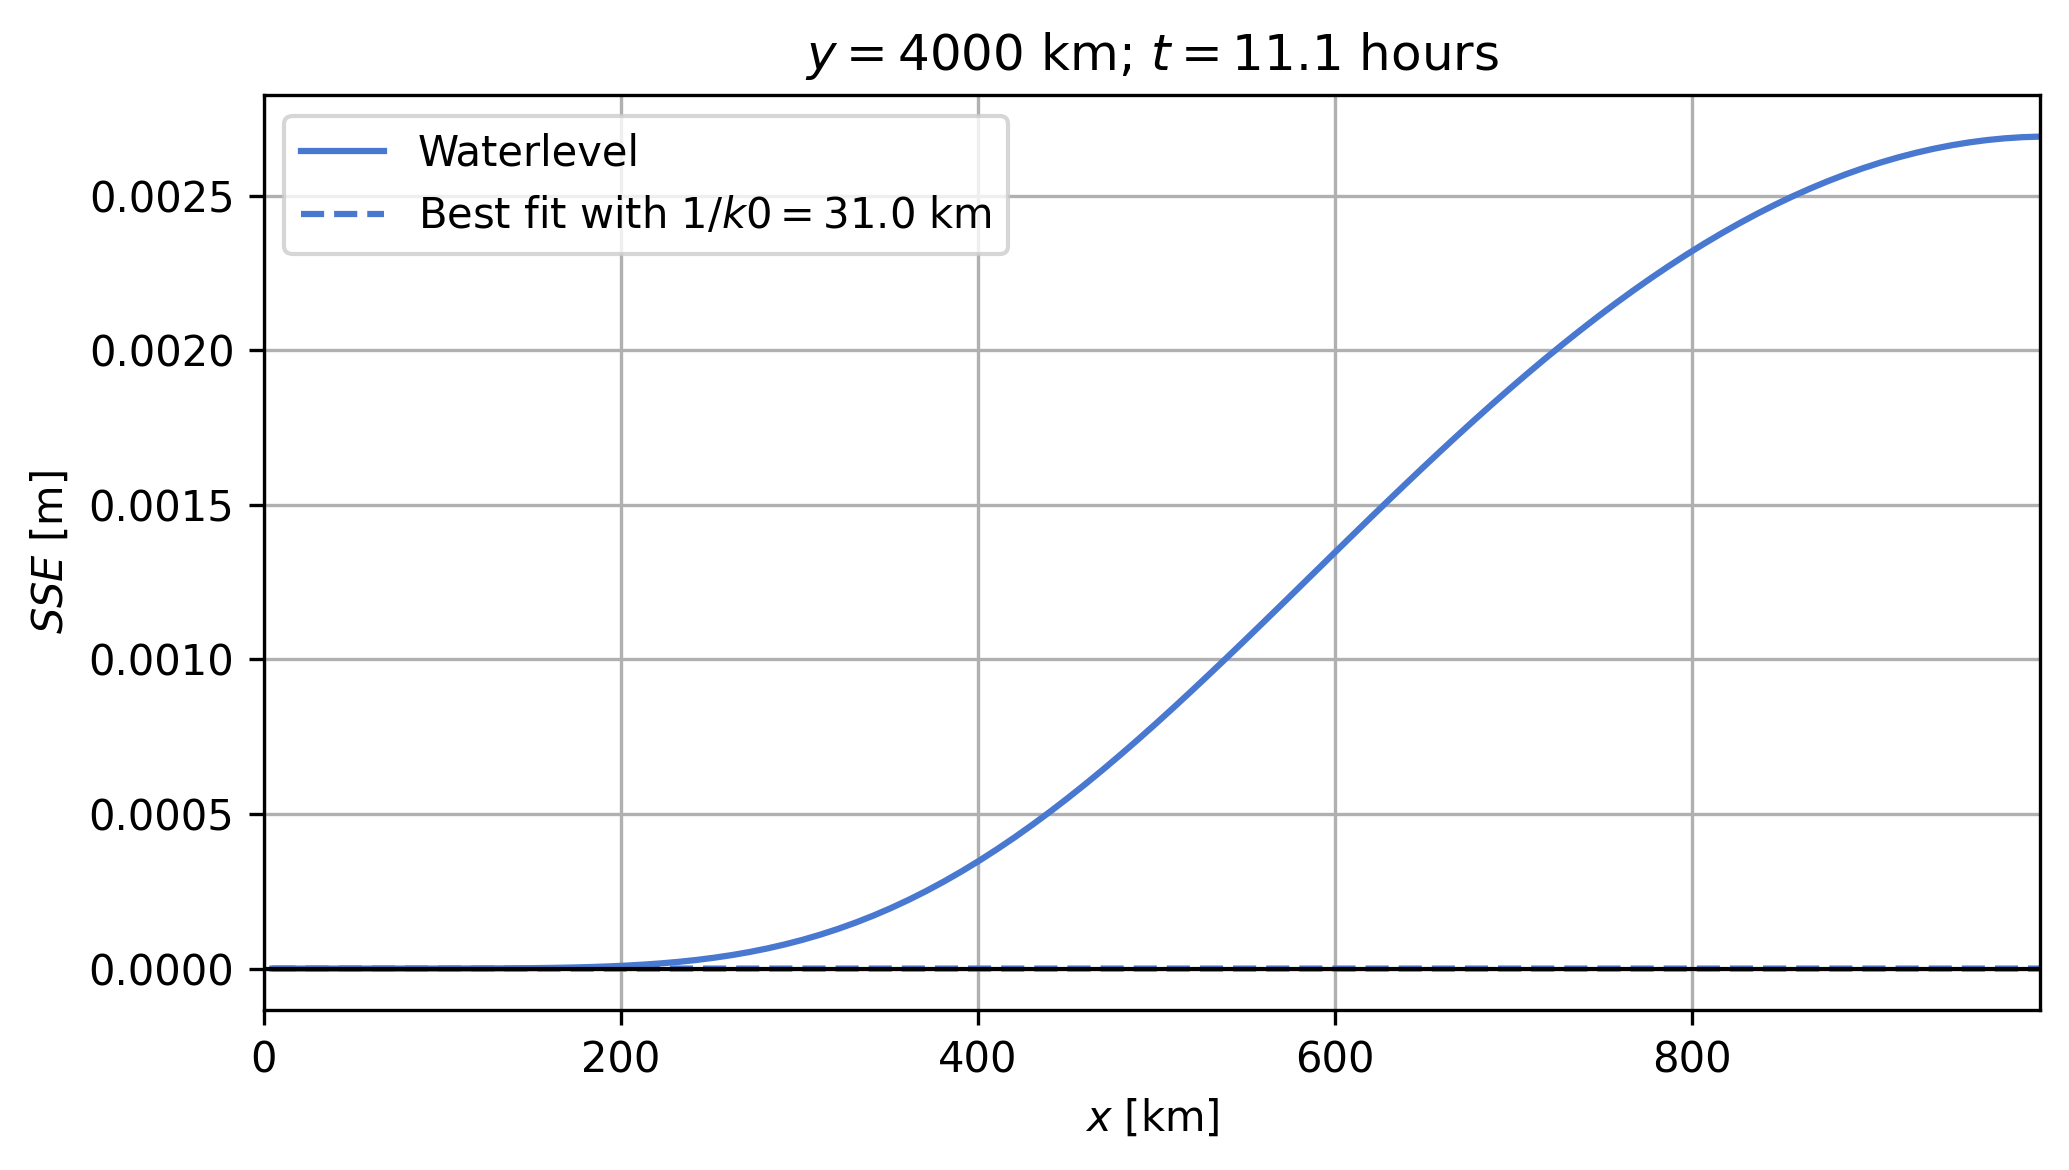 y = 4000 km; t = 11.1 hours
Waterlevel
Best fit with 1/k0 = 31.0 km
0.0025
0.0020
0.0015
0.0010
0.0005
0.0000
SSE [m]
0 200 400 600 800
x [km]